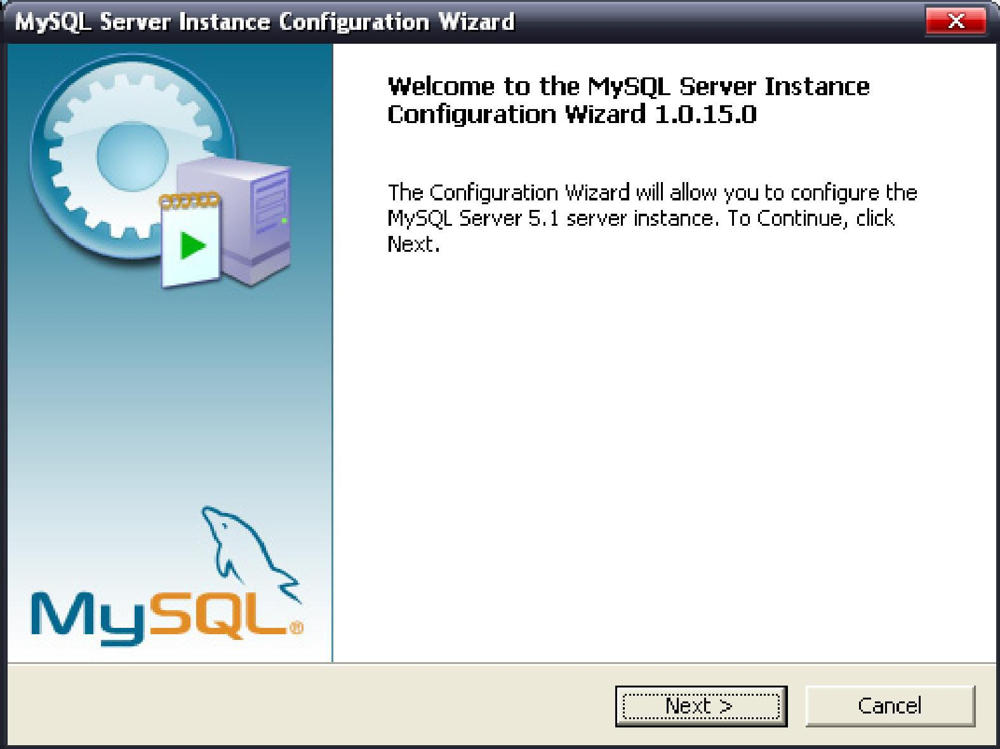 MySQL Server Instance Configuration Wizard
Welcome to the MySQL Server Instance
Configuration Wizard 1.0.15.0
The Configuration Wizard will allow you to configure the
MySQL Server 5.1 server instance. To Continue, click
Next.
MySQL®
Next >
Cancel